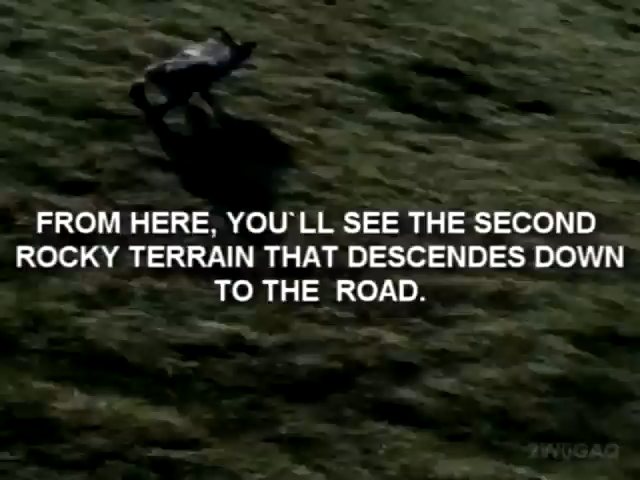 FROM HERE, YOU`LL SEE THE SECOND
ROCKY TERRAIN THAT DESCENDES DOWN
TO THE ROAD.